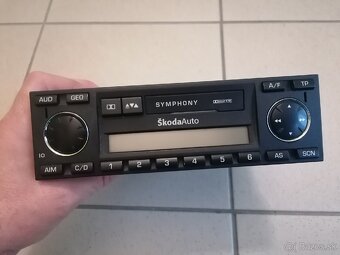 AUD GEO
SYMPHONY
A/F TP
ŠkodaAuto
AIM C/D
1 2 3 4 5 6
AS SCN